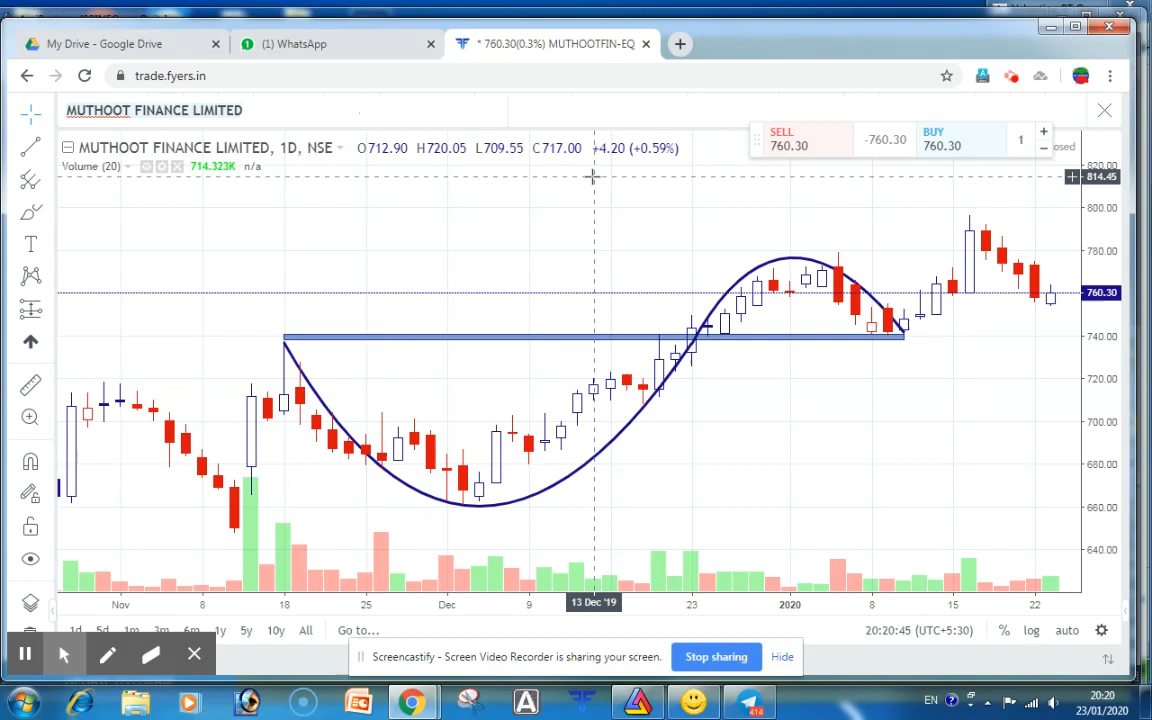 My Drive - Google Drive
(1) WhatsApp
* 760.30(0.3%) MUTHOOTFIN-EQ
trade.fyers.in
MUTHOOT FINANCE LIMITED
MUTHOOT FINANCE LIMITED, 1D, NSE O712.90 H720.05 L709.55 C717.00 +4.20 (+0.59%)
Volume (20) 714.323K n/a
SELL
760.30
-760.30
BUY
760.30
1
osed
820.00
814.45
800.00
780.00
760.30
740.00
720.00
700.00
680.00
660.00
640.00
Nov 8 18 25 Dec 9 13 Dec '19 23 2020 8 15 22
1d 5d 1m 3m 6m 1y 5y 10y All Go to...
20:20:45 (UTC+5:30) % log auto
Screencastify - Screen Video Recorder is sharing your screen. Stop sharing Hide
EN
20:20
23/01/2020
414